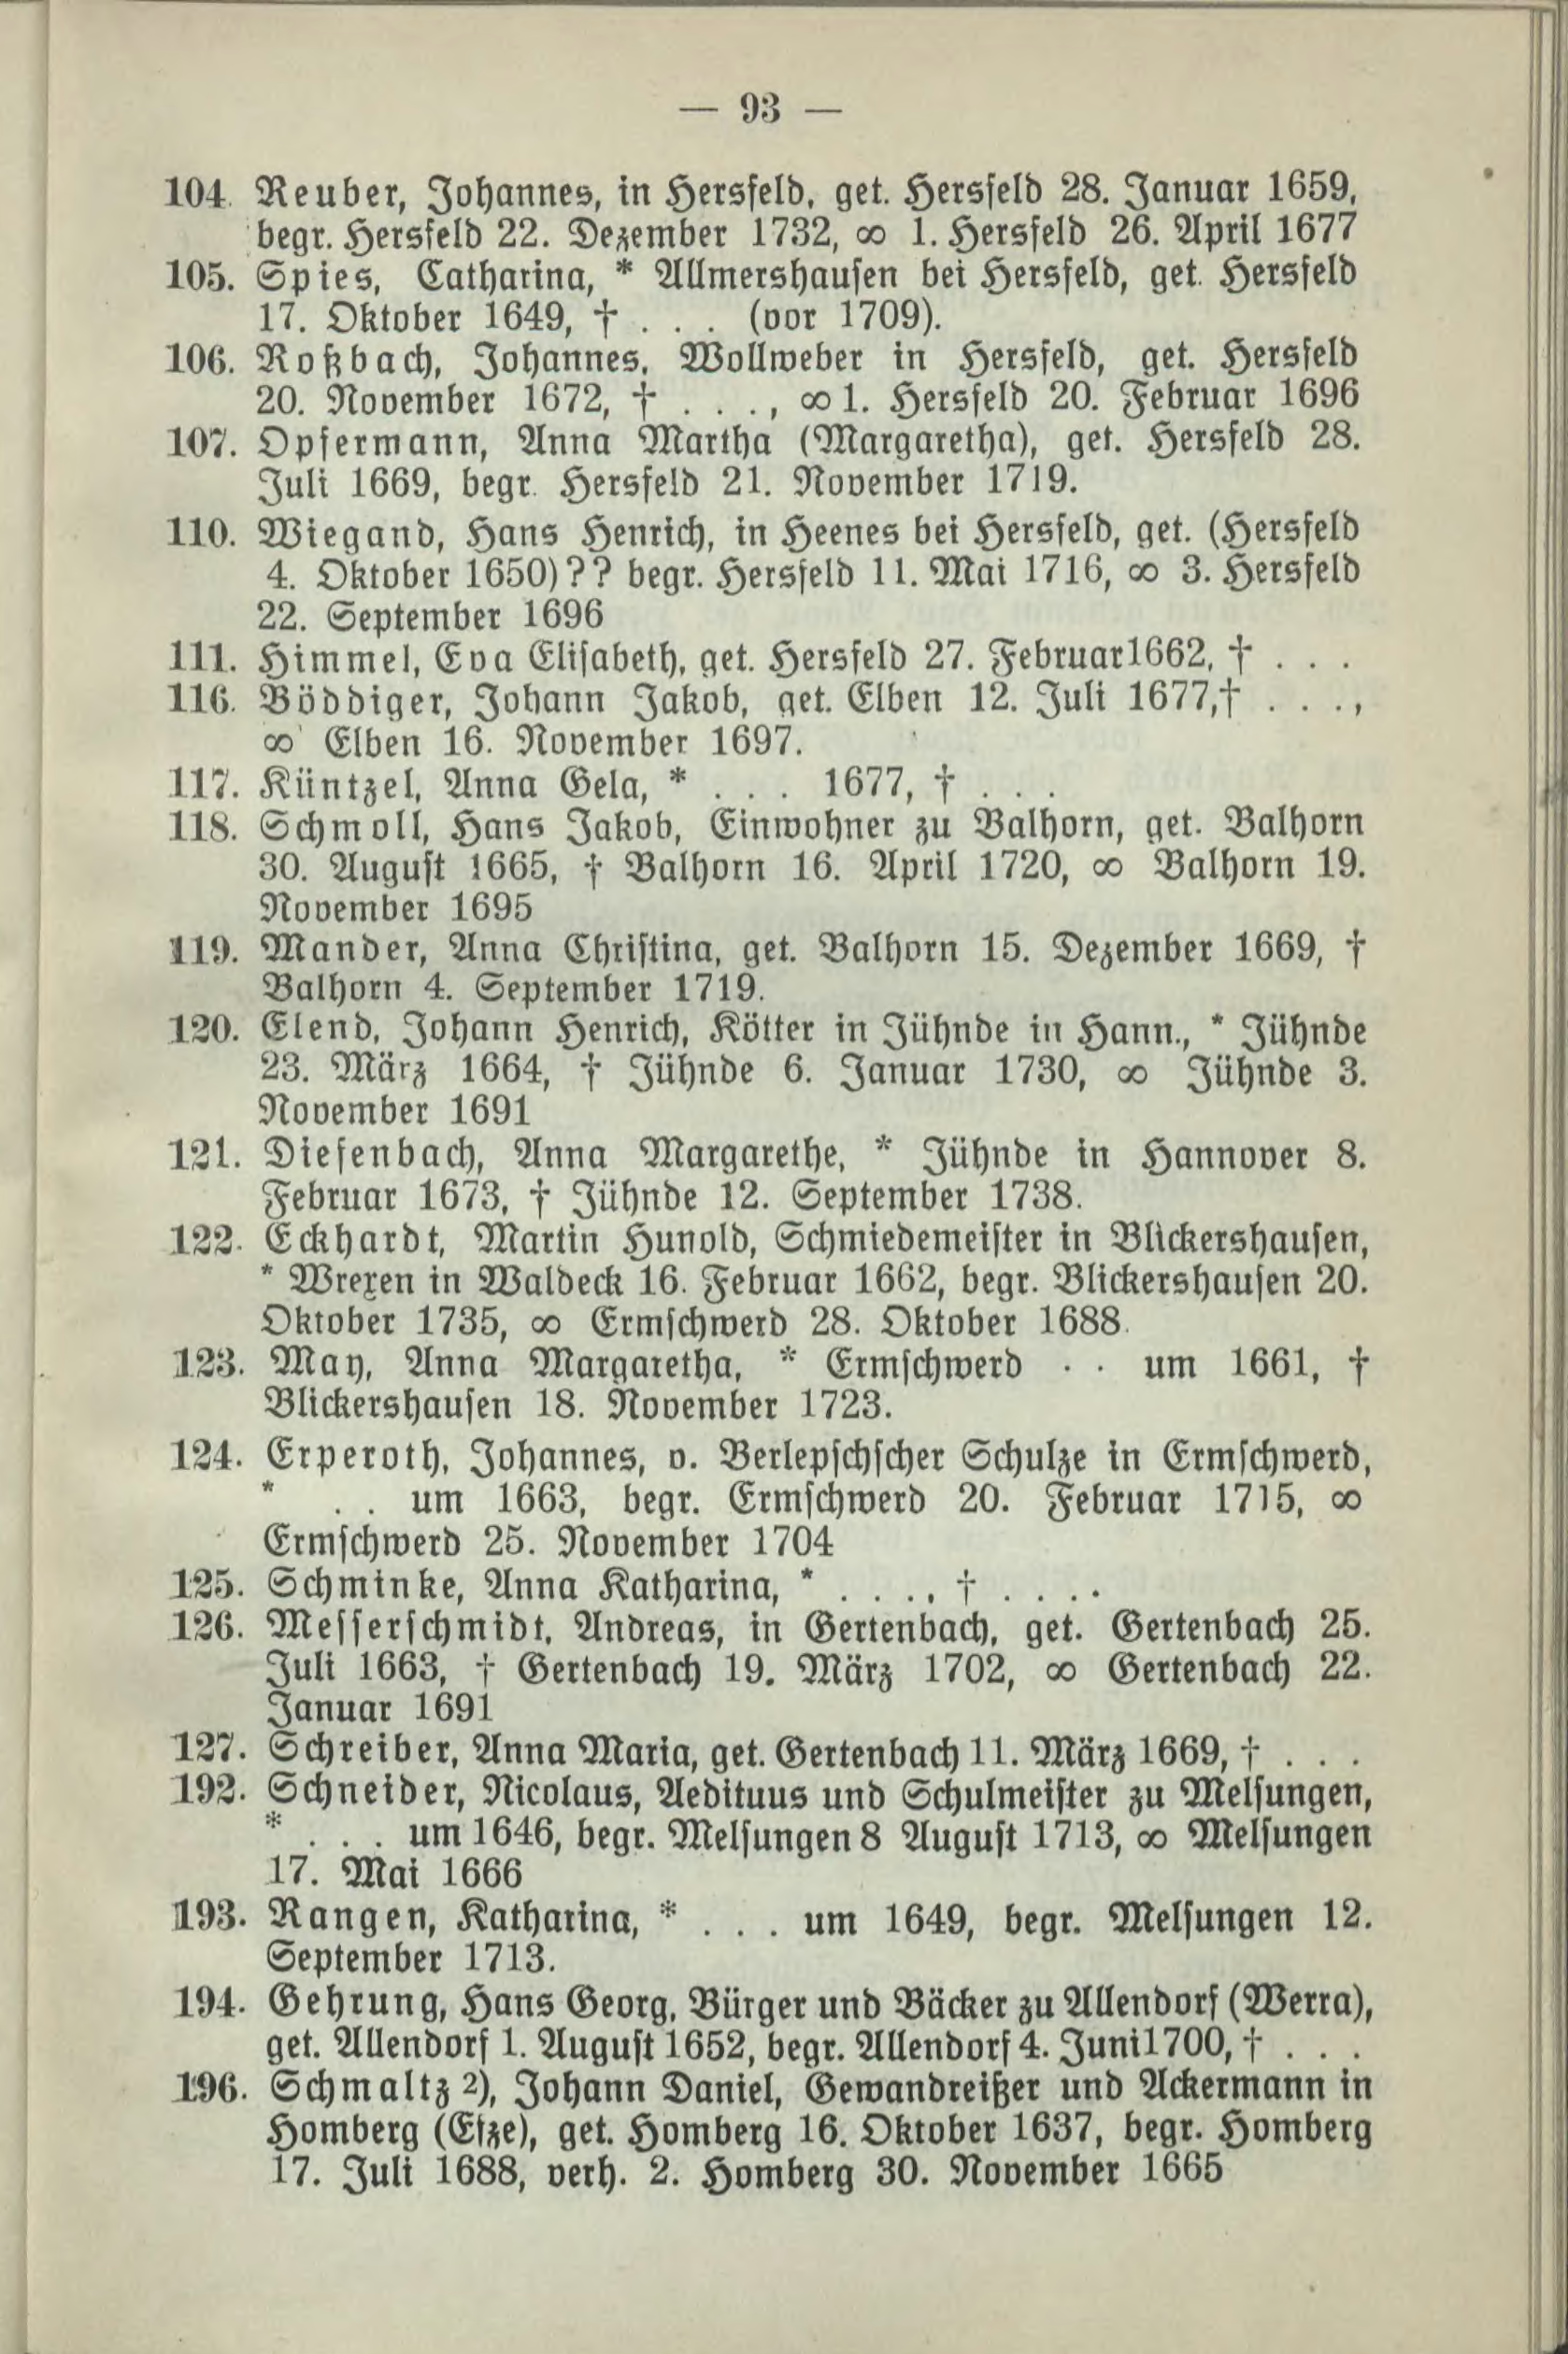 — 93 —
104. Reuber, Johannes, in Hersfeld, get. Hersfeld 28. Januar 1659,
begr. Hersfeld 22. Dezember 1732, ∞ 1. Hersfeld 26. April 1677
105. Spies, Catharina, * Allmershausen bei Hersfeld, get. Hersfeld
17. Oktober 1649, † . . . (vor 1709).
106. Roßbach, Johannes, Wollweber in Hersfeld, get. Hersfeld
20. November 1672, † . . ., ∞ 1. Hersfeld 20. Februar 1696
107. Opfermann, Anna Martha (Margaretha), get. Hersfeld 28.
Juli 1669, begr. Hersfeld 21. November 1719.
110. Wiegand, Hans Henrich, in Heenes bei Hersfeld, get. (Hersfeld
4. Oktober 1650)?? begr. Hersfeld 11. Mai 1716, ∞ 3. Hersfeld
22. September 1696
111. Himmel, Eva Elisabeth, get. Hersfeld 27. Februar1662, † . . .
116. Böddiger, Johann Jakob, get. Elben 12. Juli 1677,† . . .,
∞ Elben 16. November 1697.
117. Küntzel, Anna Gela, * . . . 1677, † . . .
118. Schmoll, Hans Jakob, Einwohner zu Balhorn, get. Balhorn
30. August 1665, † Balhorn 16. April 1720, ∞ Balhorn 19.
November 1695
119. Mander, Anna Christina, get. Balhorn 15. Dezember 1669, †
Balhorn 4. September 1719.
120. Elend, Johann Henrich, Kötter in Jühnde in Hann., * Jühnde
23. März 1664, † Jühnde 6. Januar 1730, ∞ Jühnde 3.
November 1691
121. Diefenbach, Anna Margarethe, * Jühnde in Hannover 8.
Februar 1673, † Jühnde 12. September 1738.
122. Eckhardt, Martin Hunold, Schmiedemeister in Blickershausen,
* Wrexen in Waldeck 16. Februar 1662, begr. Blickershausen 20.
Oktober 1735, ∞ Ermschwerd 28. Oktober 1688.
123. May, Anna Margaretha, * Ermschwerd . . um 1661, †
Blickershausen 18. November 1723.
124. Erperoth, Johannes, v. Berlepschscher Schulze in Ermschwerd,
* . . um 1663, begr. Ermschwerd 20. Februar 1715, ∞
Ermschwerd 25. November 1704
125. Schminke, Anna Katharina, * . . . ., † . . . .
126. Messerschmidt, Andreas, in Gertenbach, get. Gertenbach 25.
Juli 1663, † Gertenbach 19. März 1702, ∞ Gertenbach 22.
Januar 1691
127. Schreiber, Anna Maria, get. Gertenbach 11. März 1669, † . . .
192. Schneider, Nicolaus, Aedituus und Schulmeister zu Melsungen,
* . . . um 1646, begr. Melsungen 8 August 1713, ∞ Melsungen
17. Mai 1666
193. Rangen, Katharina, * . . . um 1649, begr. Melsungen 12.
September 1713.
194. Gehrung, Hans Georg, Bürger und Bäcker zu Allendorf (Werra),
get. Allendorf 1. August 1652, begr. Allendorf 4. Juni1700, † . . .
196. Schmaltz 2), Johann Daniel, Gewandreißer und Ackermann in
Homberg (Efze), get. Homberg 16. Oktober 1637, begr. Homberg
17. Juli 1688, verh. 2. Homberg 30. November 1665